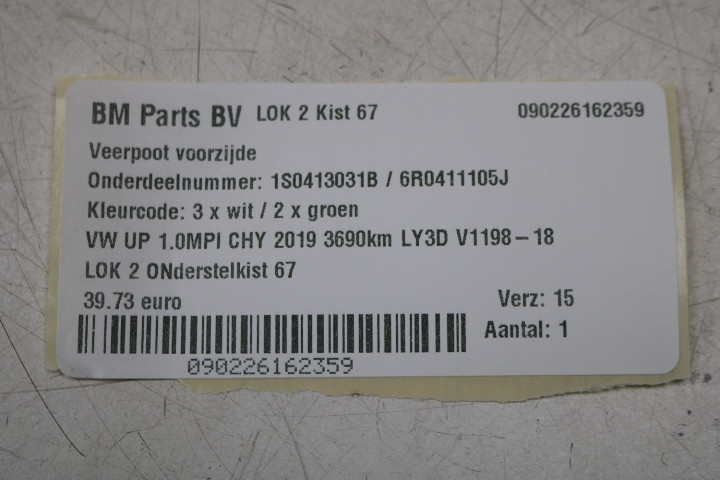 BM Parts BV LOK 2 Kist 67 090226162359
Veerpoot voorzijde
Onderdeelnummer: 1S0413031B / 6R0411105J
Kleurcode: 3 x wit / 2 x groen
VW UP 1.0MPI CHY 2019 3690km LY3D V1198-18
LOK 2 ONderstelkist 67
39.73 euro Verz: 15
Aantal: 1
090226162359